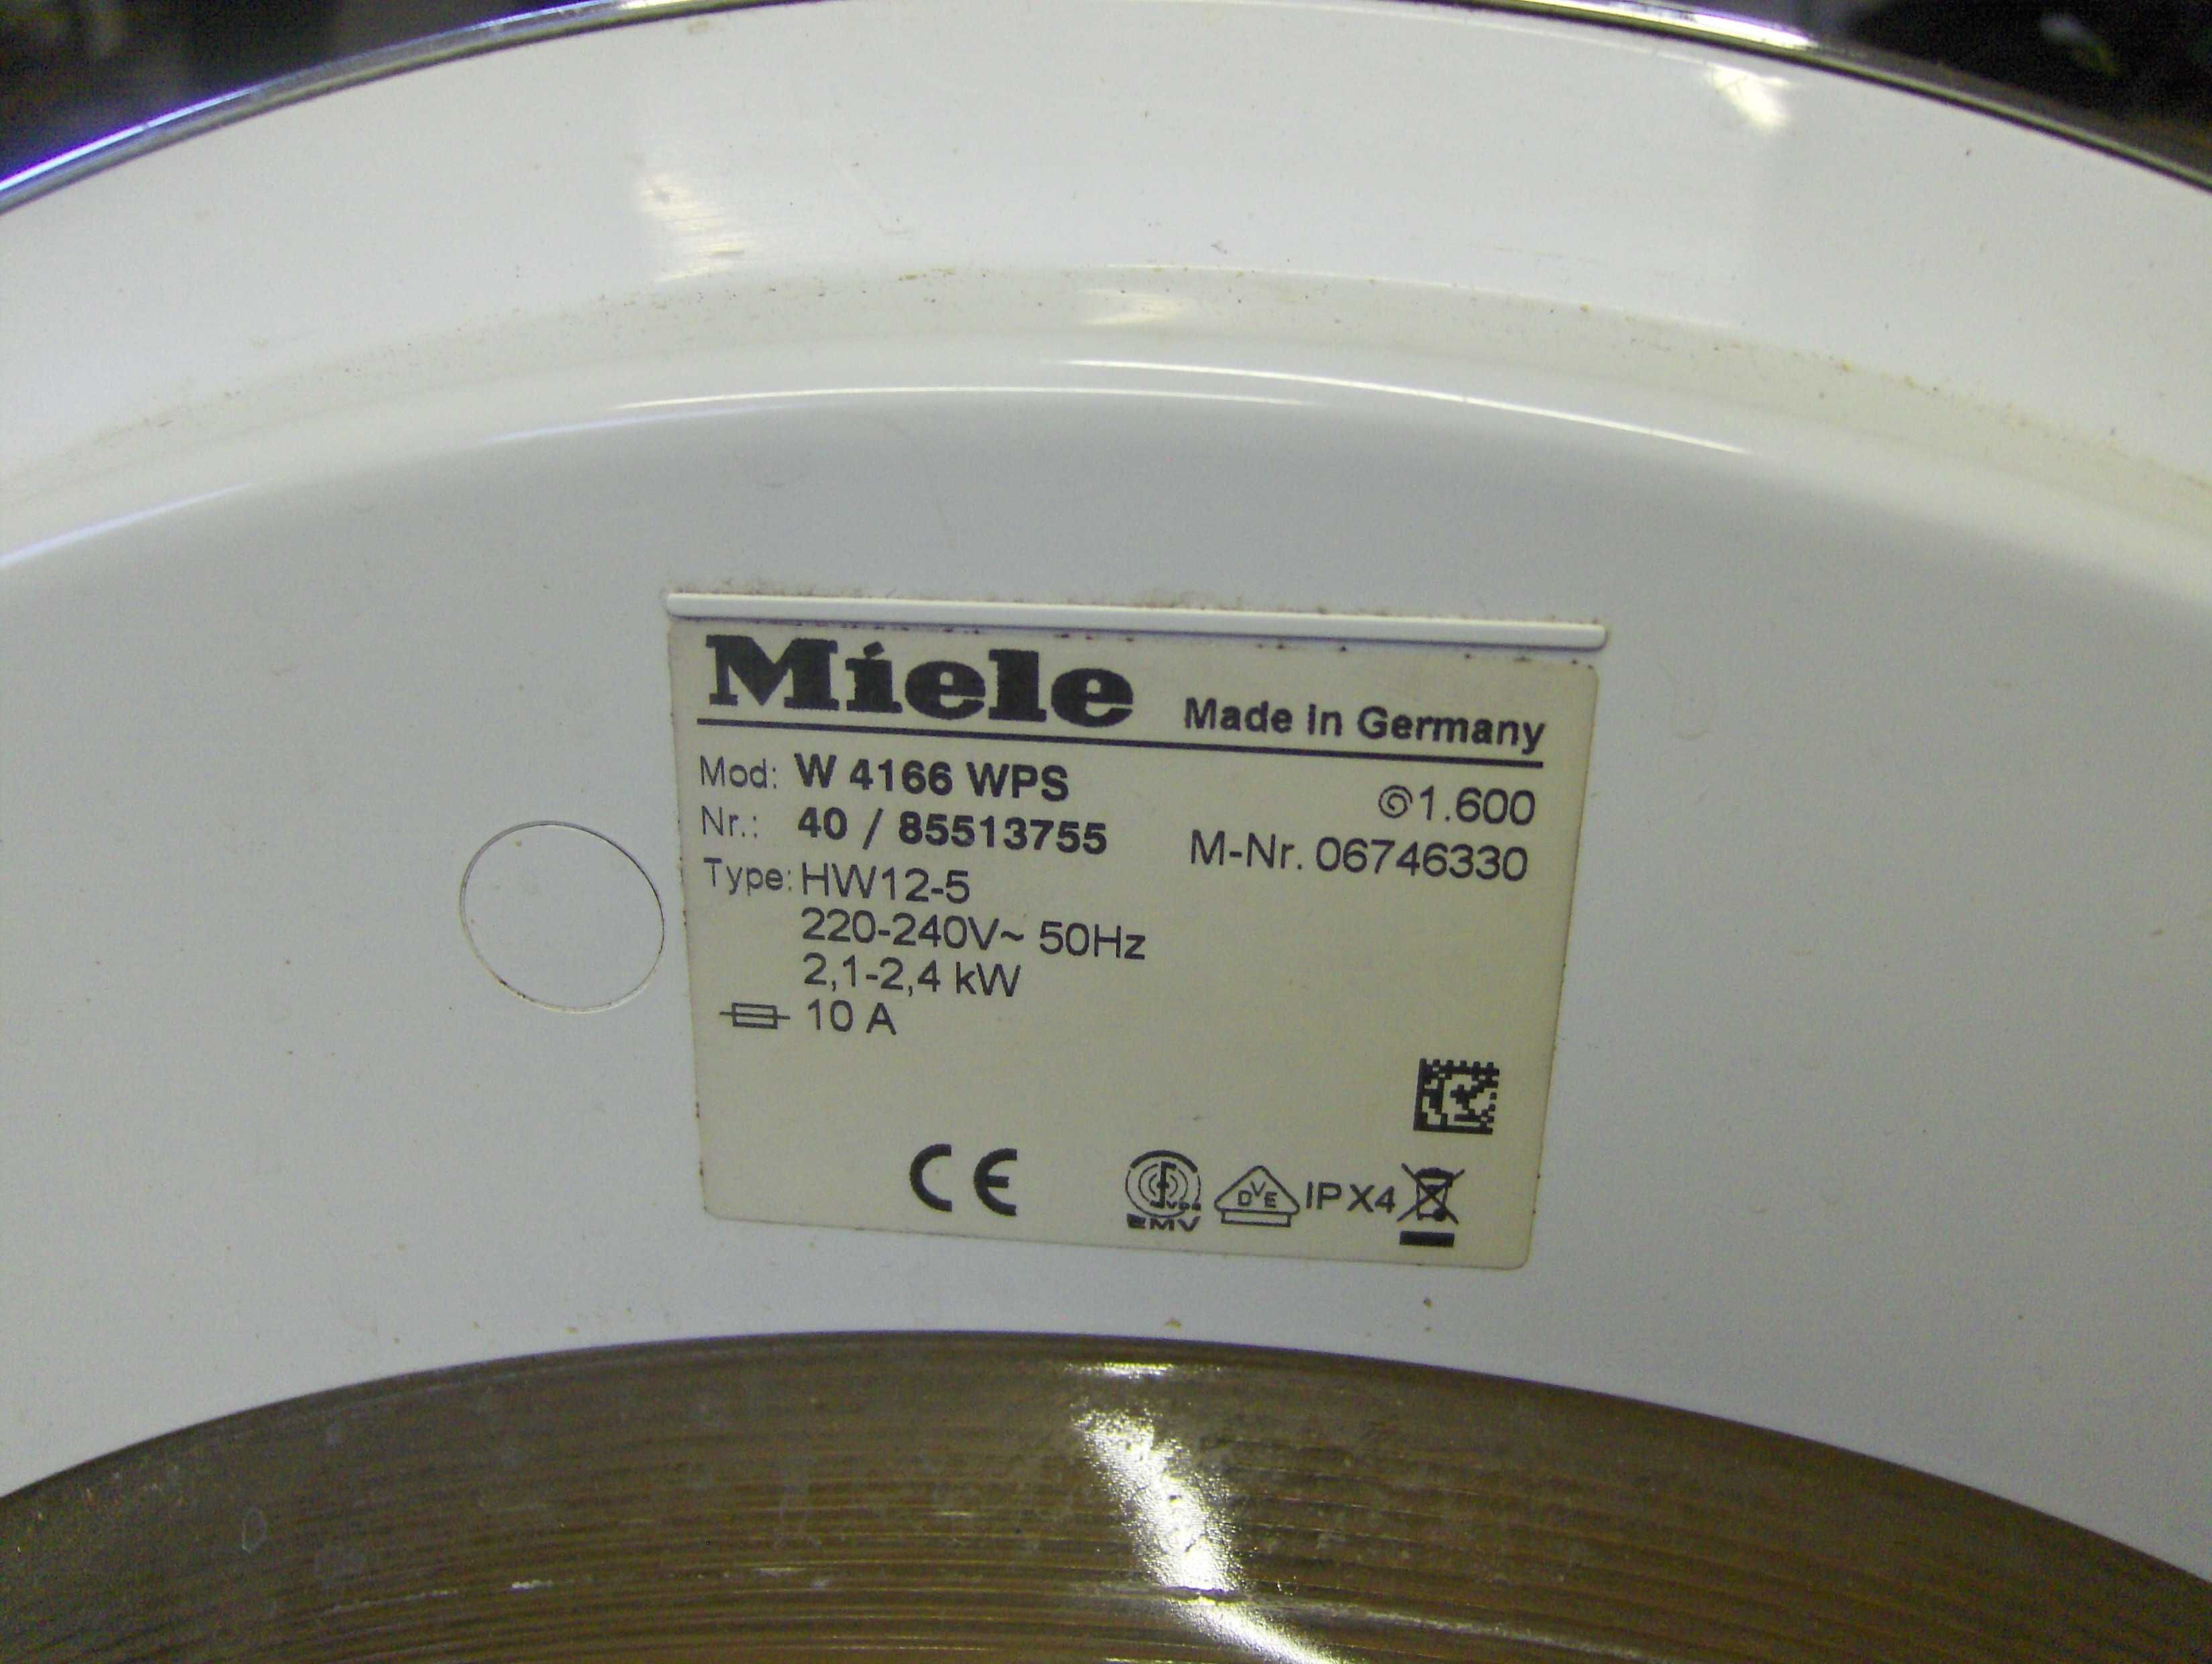 Miele Made in Germany
Mod: W 4166 WPS
1.600
Nr.: 40 / 85513755
M-Nr. 06746330
Type: HW12-5
220-240V~ 50Hz
2,1-2,4 kW
10 A
CE
EMV
DVE
IPX4